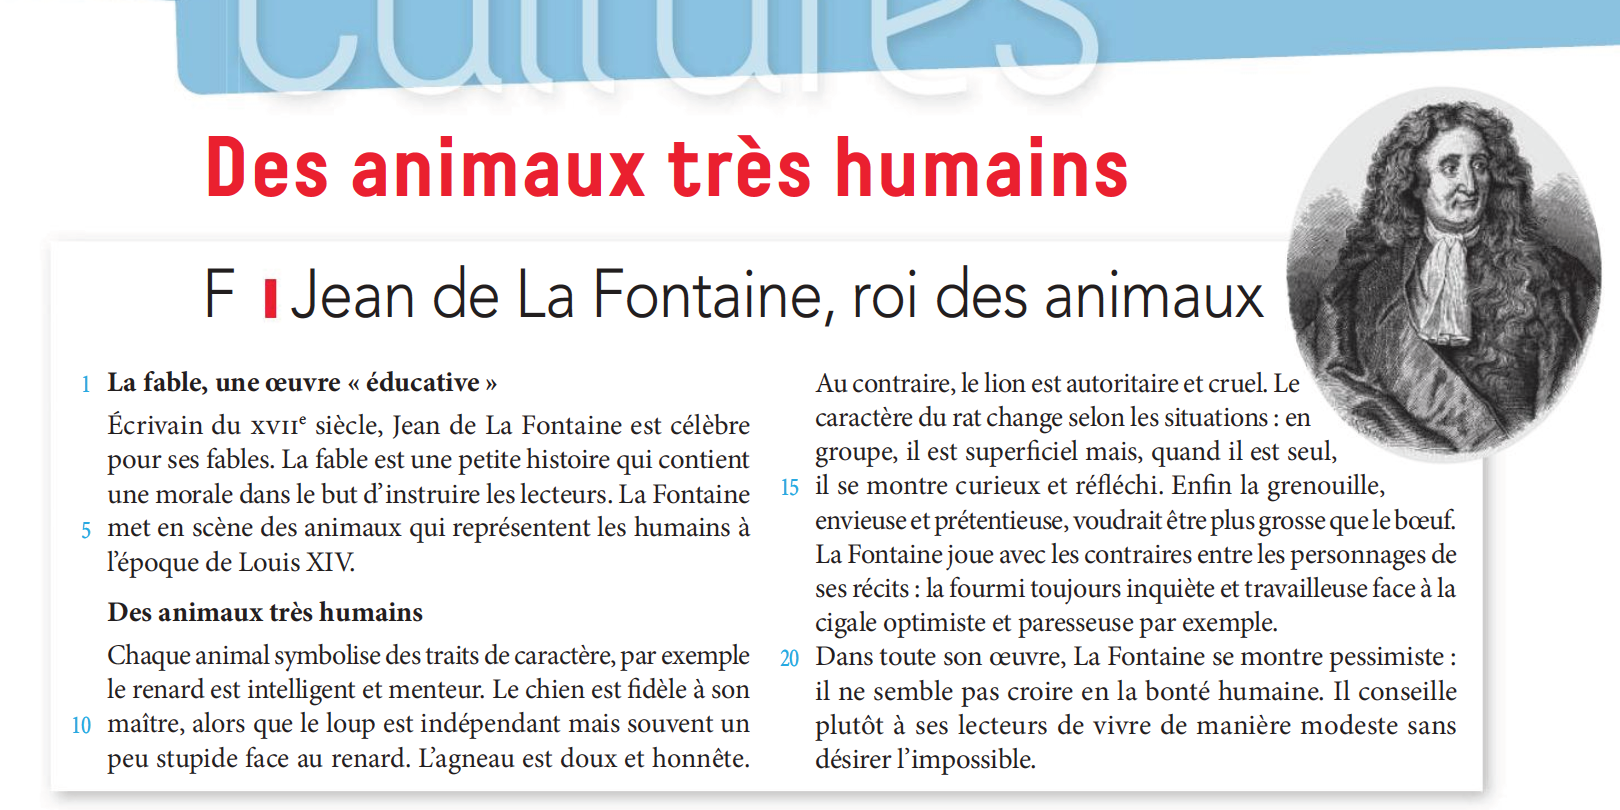 cultures
Des animaux très humains
F Jean de La Fontaine, roi des animaux
1 La fable, une œuvre « éducative »
Écrivain du XVIIe siècle, Jean de La Fontaine est célèbre
pour ses fables. La fable est une petite histoire qui contient
une morale dans le but d’instruire les lecteurs. La Fontaine
5 met en scène des animaux qui représentent les humains à
l’époque de Louis XIV.
Des animaux très humains
Chaque animal symbolise des traits de caractère, par exemple
le renard est intelligent et menteur. Le chien est fidèle à son
10 maître, alors que le loup est indépendant mais souvent un
peu stupide face au renard. L’agneau est doux et honnête.
Au contraire, le lion est autoritaire et cruel. Le
caractère du rat change selon les situations : en
groupe, il est superficiel mais, quand il est seul,
15 il se montre curieux et réfléchi. Enfin la grenouille,
envieuse et prétentieuse, voudrait être plus grosse que le bœuf.
La Fontaine joue avec les contraires entre les personnages de
ses récits : la fourmi toujours inquiète et travailleuse face à la
cigale optimiste et paresseuse par exemple.
20 Dans toute son œuvre, La Fontaine se montre pessimiste :
il ne semble pas croire en la bonté humaine. Il conseille
plutôt à ses lecteurs de vivre de manière modeste sans
désirer l’impossible.